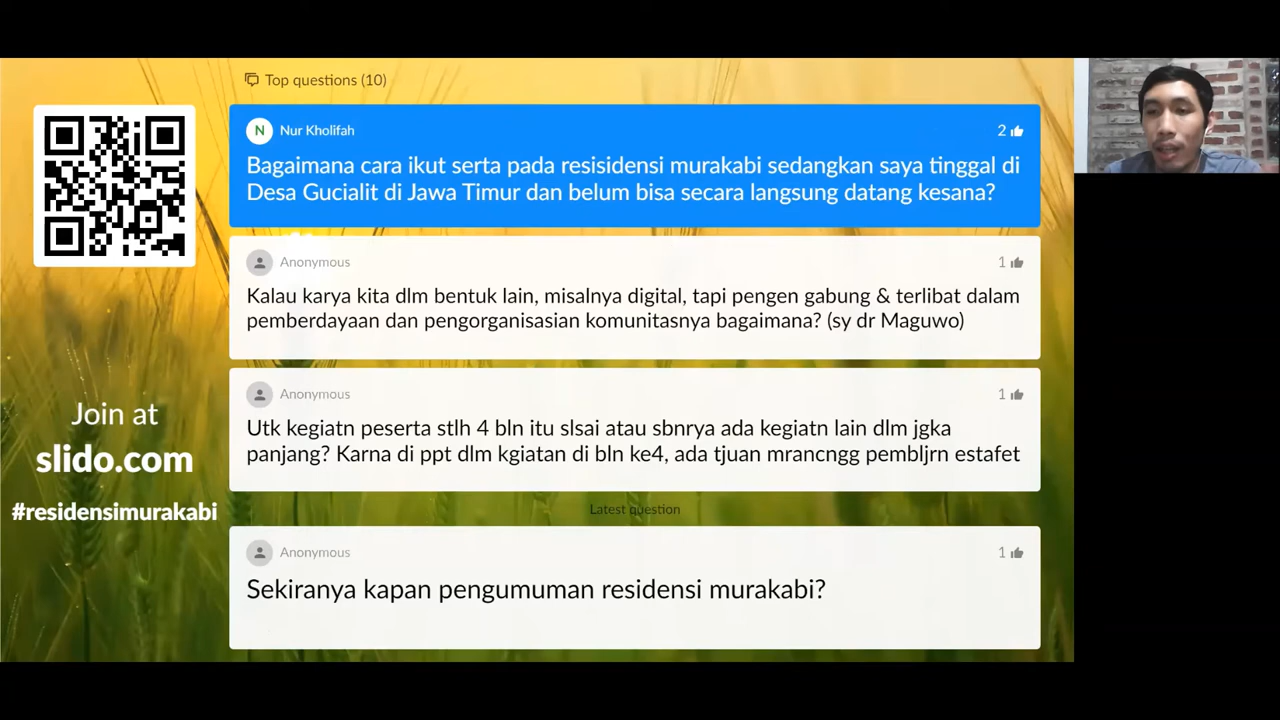 Top questions (10)
N
Nur Kholifah
2
Bagaimana cara ikut serta pada resisidensi murakabi sedangkan saya tinggal di
Desa Gucialit di Jawa Timur dan belum bisa secara langsung datang kesana?
Anonymous
1
Kalau karya kita dlm bentuk lain, misalnya digital, tapi pengen gabung & terlibat dalam
pemberdayaan dan pengorganisasian komunitasnya bagaimana? (sy dr Maguwo)
Anonymous
1
Utk kegiatn peserta stlh 4 bln itu slsai atau sbnrya ada kegiatn lain dlm jgka
panjang? Karna di ppt dlm kgiatan di bln ke4, ada tjuan mrancngg pembljrn estafet
Latest question
Anonymous
1
Sekiranya kapan pengumuman residensi murakabi?
Join at
slido.com
#residensimurakabi